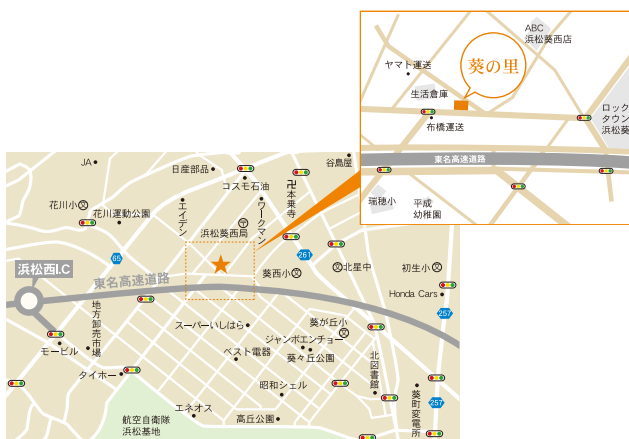 ABC
浜松葵西店
ヤマト運送
葵の里
生活倉庫
布橋運送
ロック
タウン
浜松葵
東名高速道路
瑞穂小
平成
幼稚園
JA
日産部品
谷島屋
コスモ石油
卍本乗寺
花川小
花川運動公園
エイデン
ワークマン
浜松葵西局
65
261
浜松西I.C
東名高速道路
葵西小
北星中
初生小
Honda Cars
257
地方卸売市場
スーパーいしはら
葵が丘小
ジャンボエンチョー
モービル
ベスト電器
葵々丘公園
タイホー
昭和シェル
北図書館
エネオス
高丘公園
葵町変電所
257
航空自衛隊
浜松基地